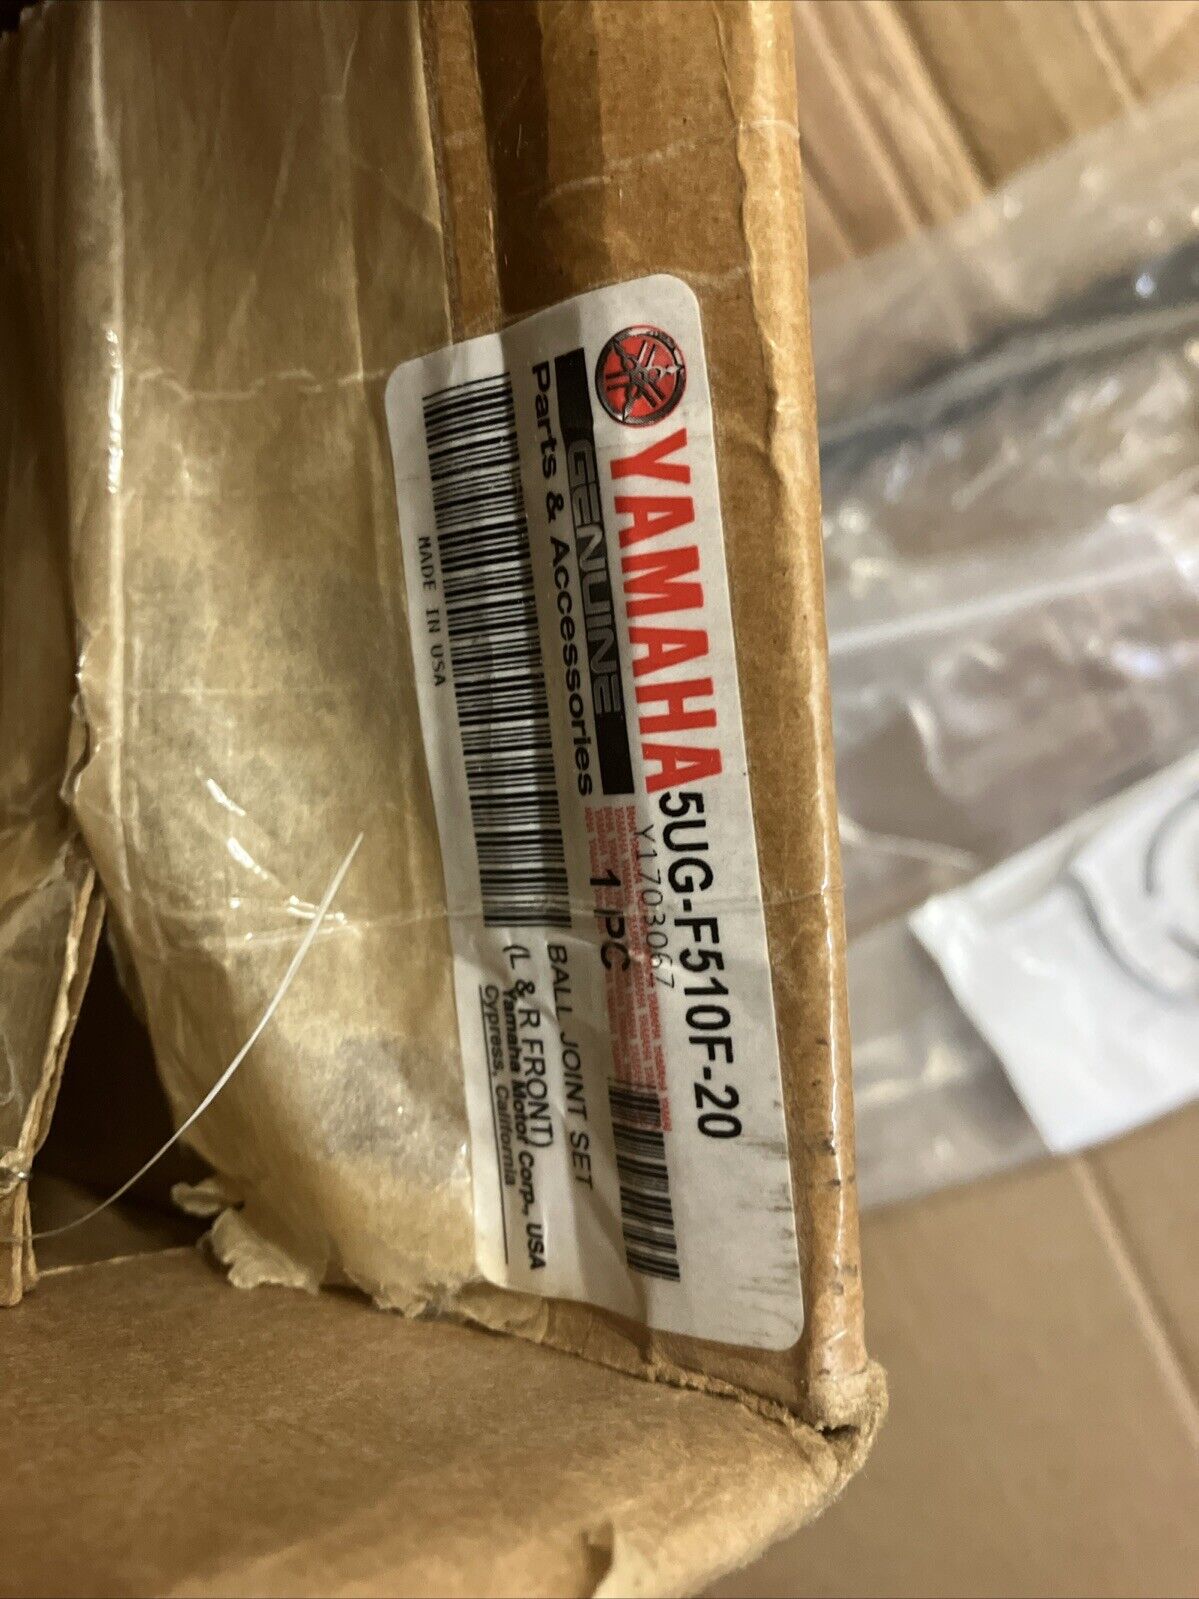 YAMAHA
GENUINE
Parts & Accessories
5UG-F510F-20
Y1703067
1 PC
BALL JOINT SET
(L & R FRONT)
Yamaha Motor Corp., USA
Cypress, California
MADE IN USA